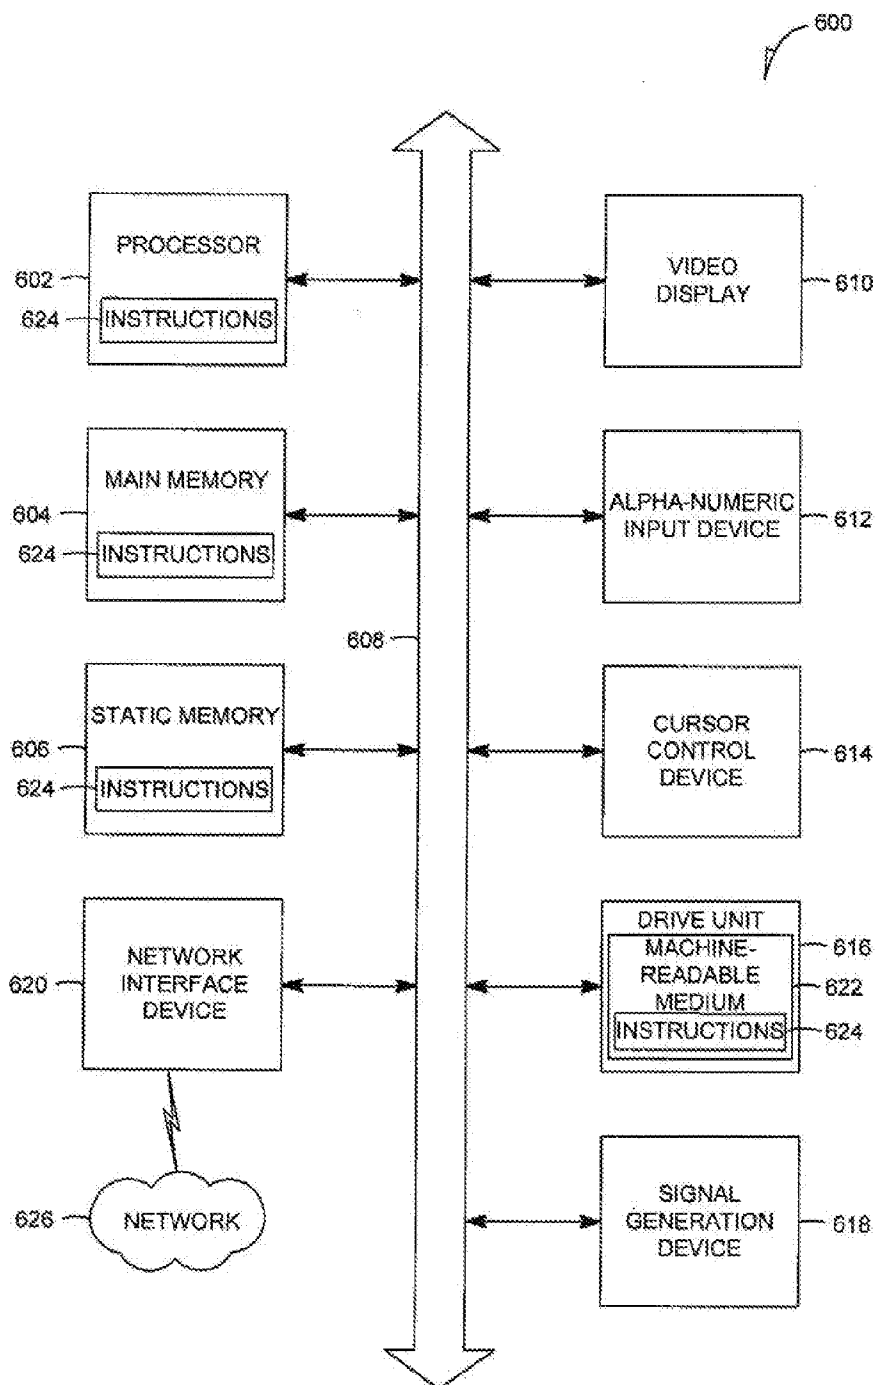 600
PROCESSOR
602
624
INSTRUCTIONS
VIDEO
DISPLAY
610
MAIN MEMORY
604
624
INSTRUCTIONS
ALPHA-NUMERIC
INPUT DEVICE
612
608
STATIC MEMORY
606
624
INSTRUCTIONS
CURSOR
CONTROL
DEVICE
614
NETWORK
INTERFACE
DEVICE
620
DRIVE UNIT
616
MACHINE-
READABLE
MEDIUM
622
INSTRUCTIONS
624
626
NETWORK
SIGNAL
GENERATION
DEVICE
618